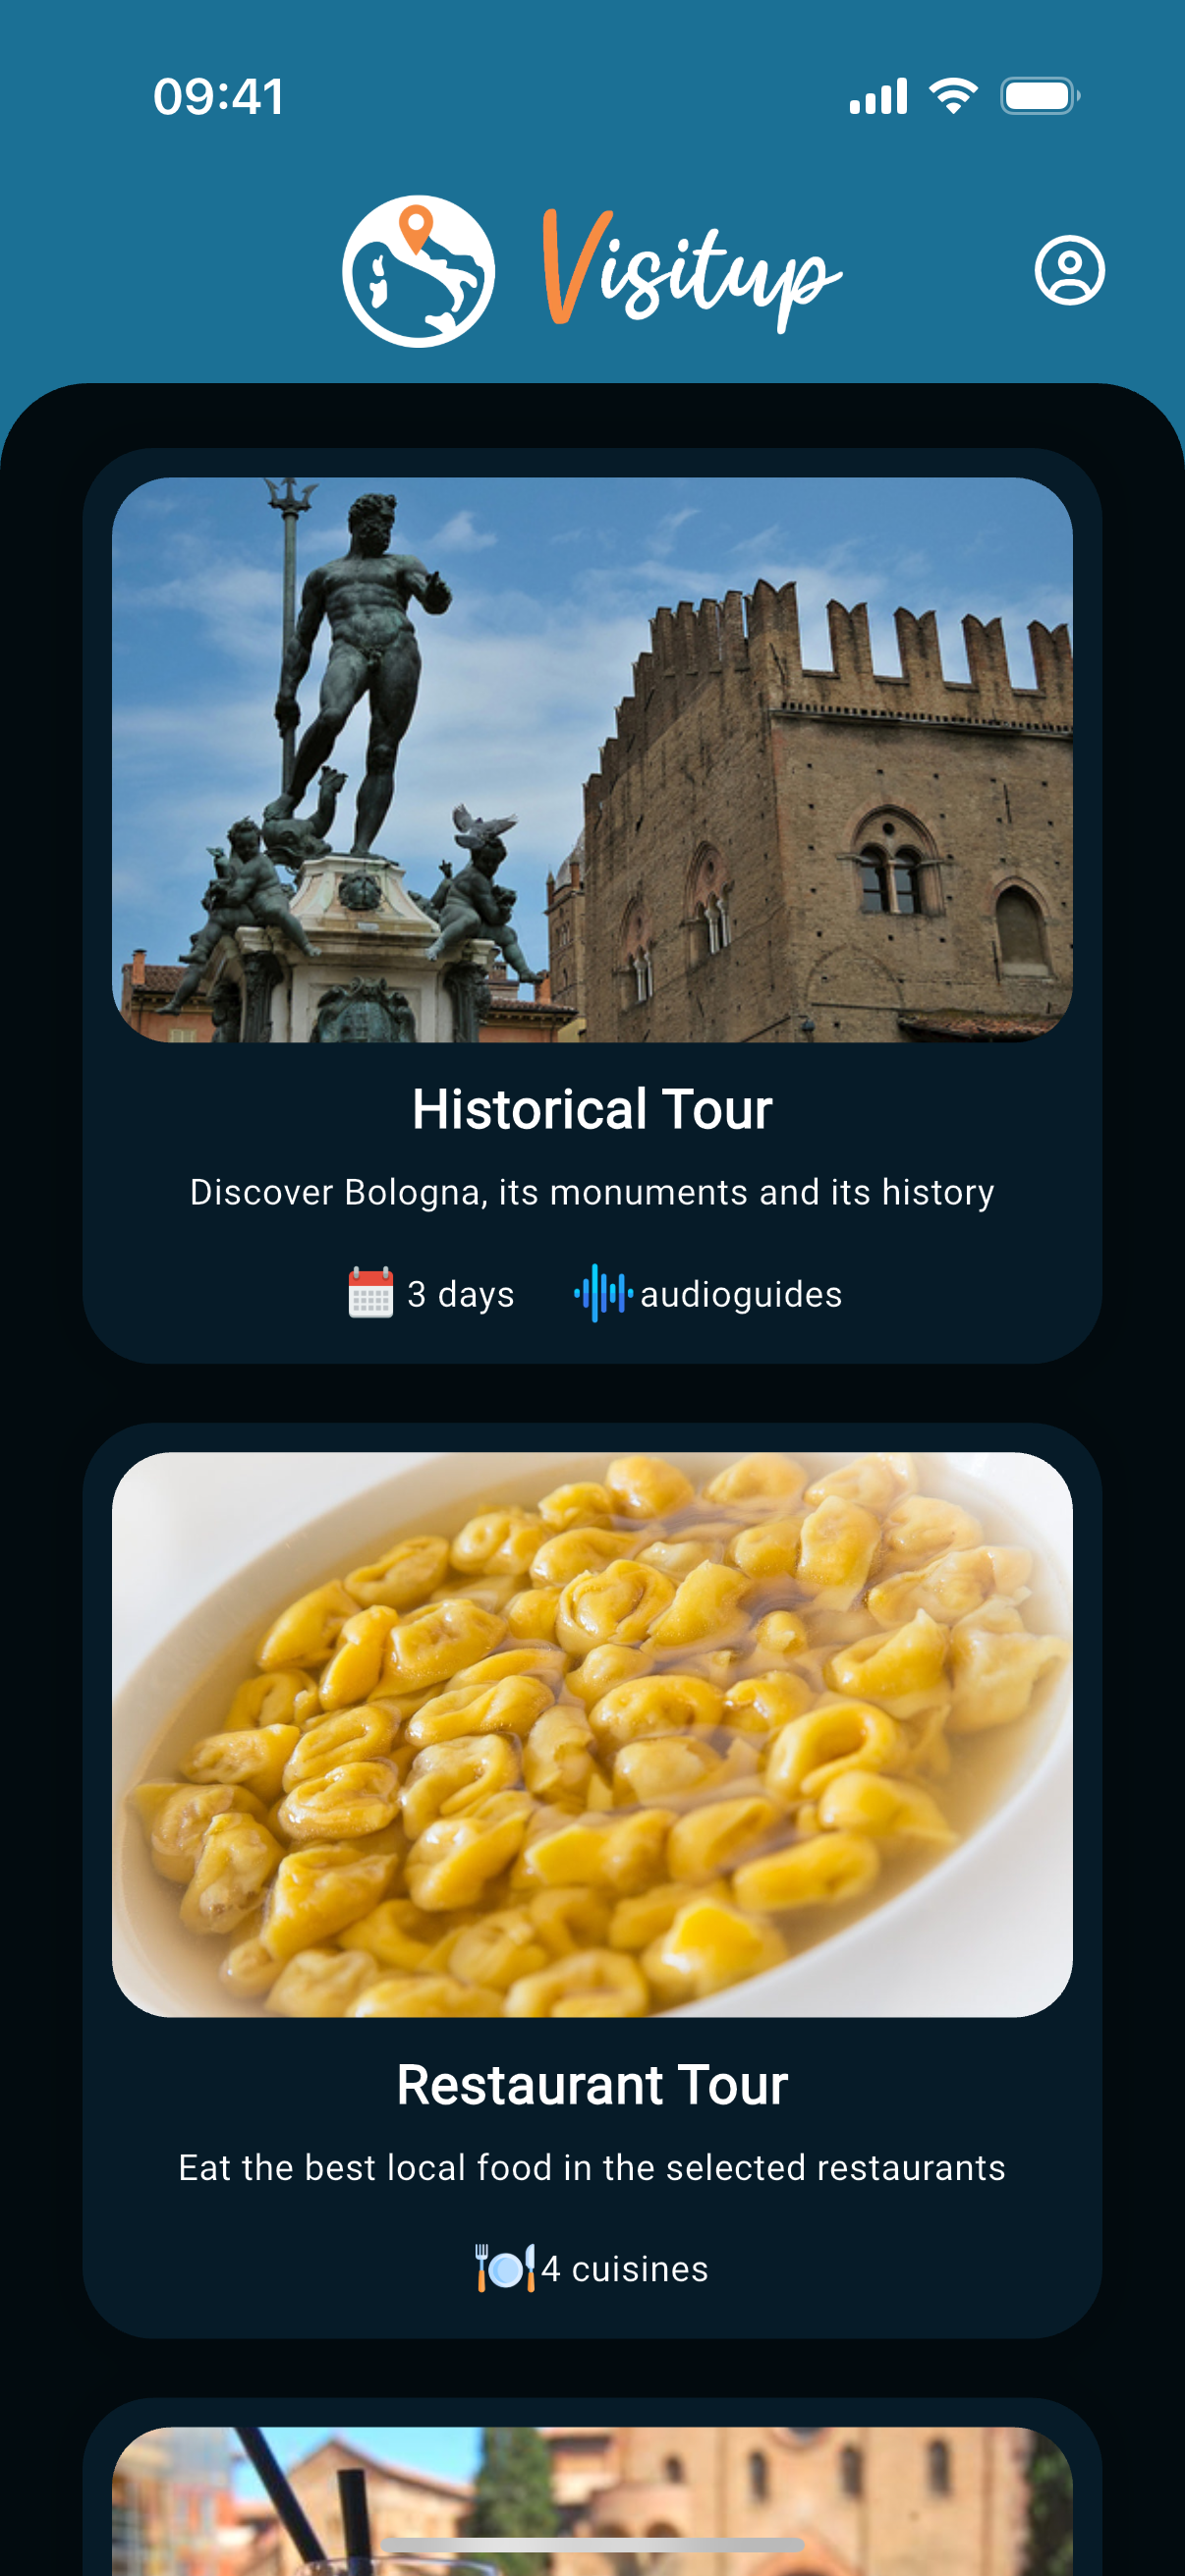 09:41
Visitup
Historical Tour
Discover Bologna, its monuments and its history
3 days audioguides
Restaurant Tour
Eat the best local food in the selected restaurants
4 cuisines